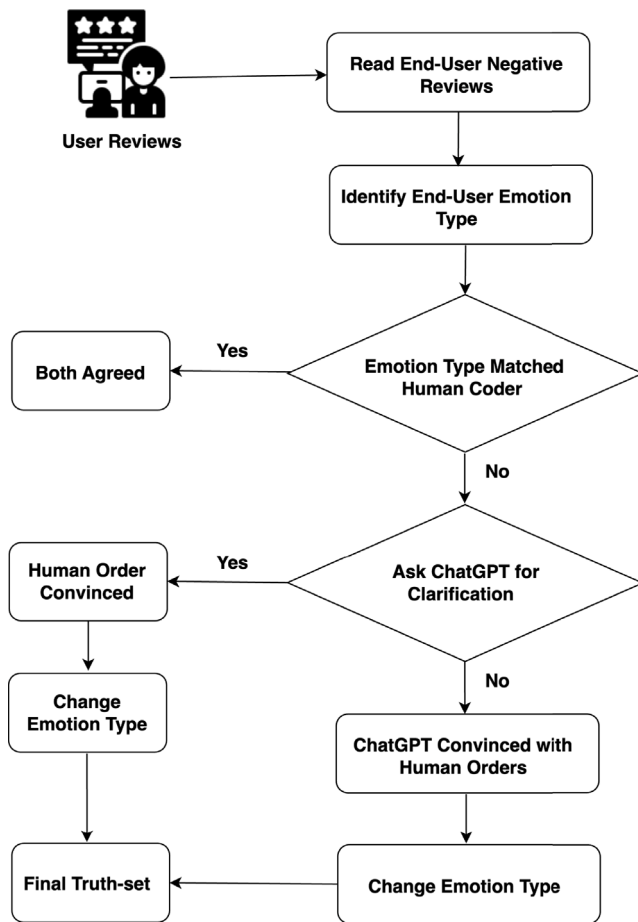 User Reviews
Read End-User Negative
Reviews
Identify End-User Emotion
Type
Emotion Type Matched
Human Coder
Yes
Both Agreed
No
Ask ChatGPT for
Clarification
Yes
Human Order
Convinced
Change
Emotion Type
No
ChatGPT Convinced with
Human Orders
Change Emotion Type
Final Truth-set